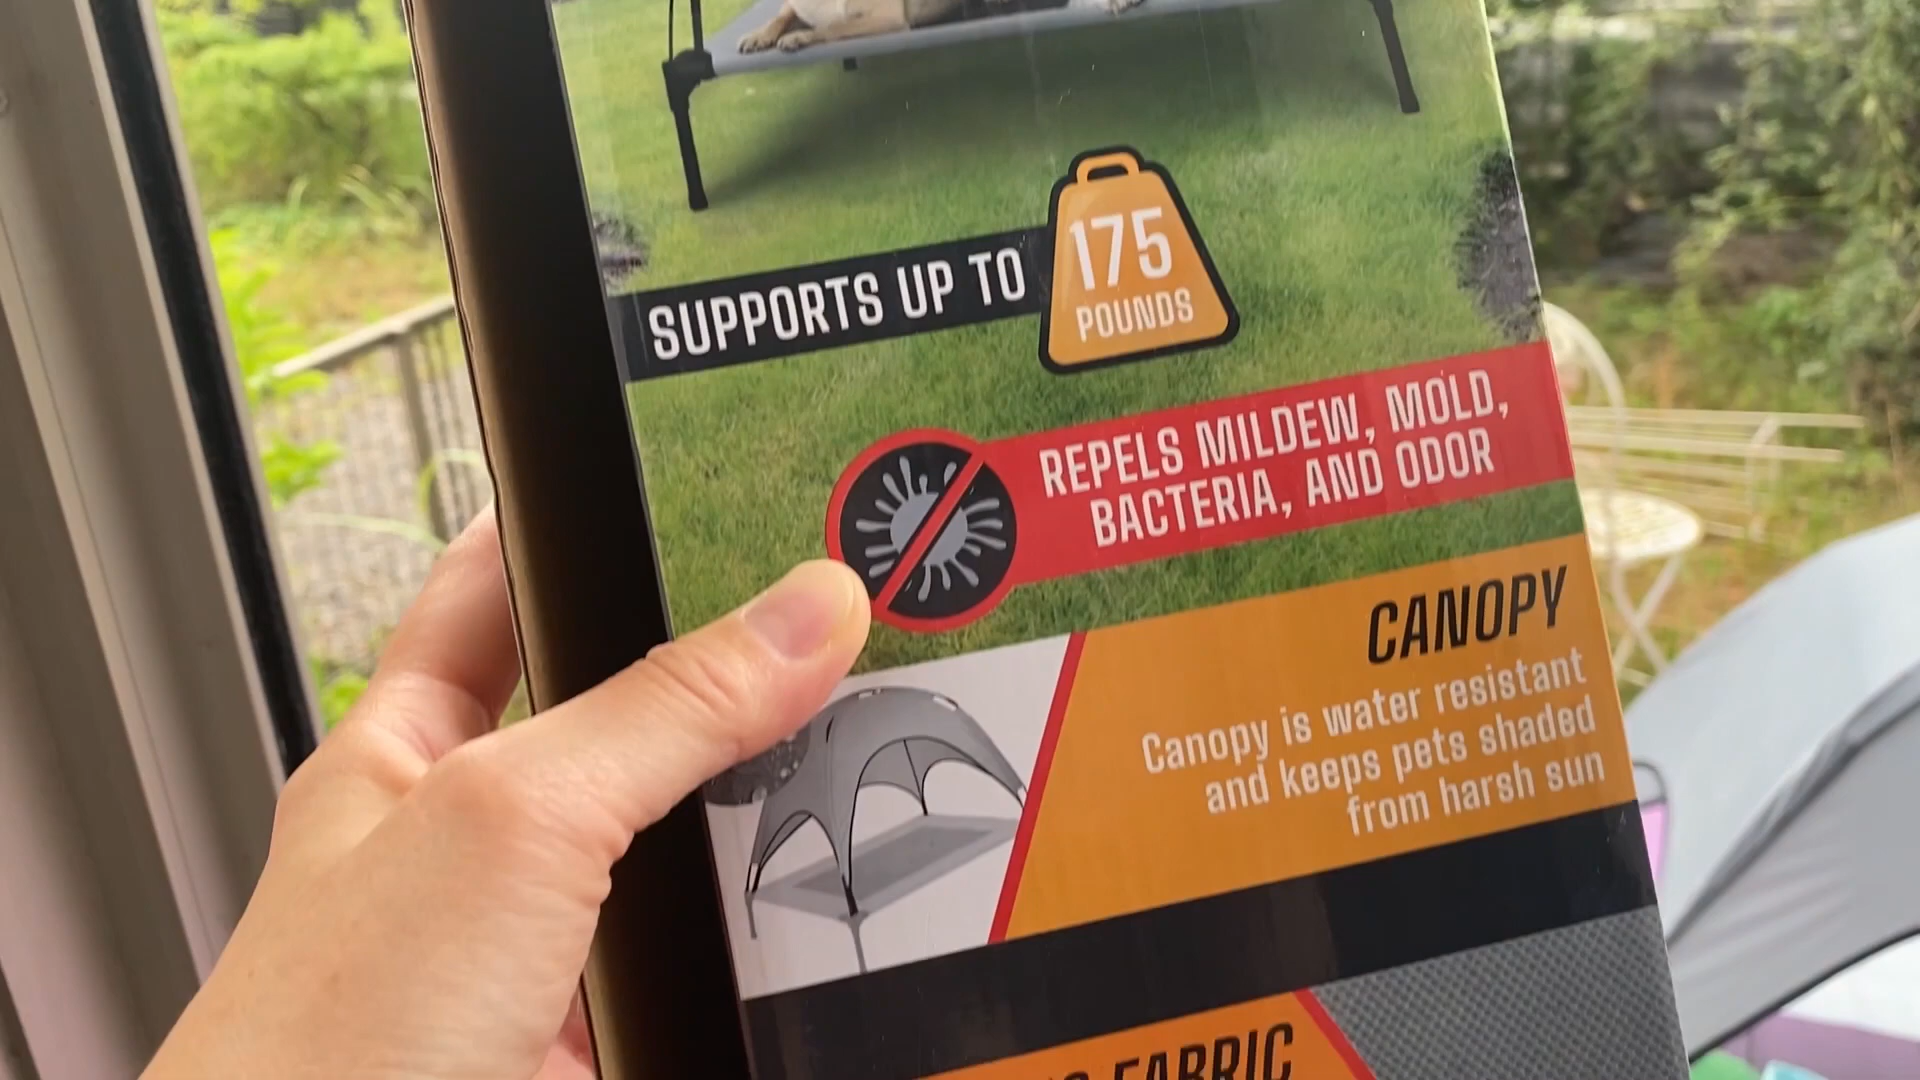 SUPPORTS UP TO
175
POUNDS
REPELS MILDEW, MOLD,
BACTERIA, AND ODOR
CANOPY
Canopy is water resistant
and keeps pets shaded
from harsh sun
FABRIC